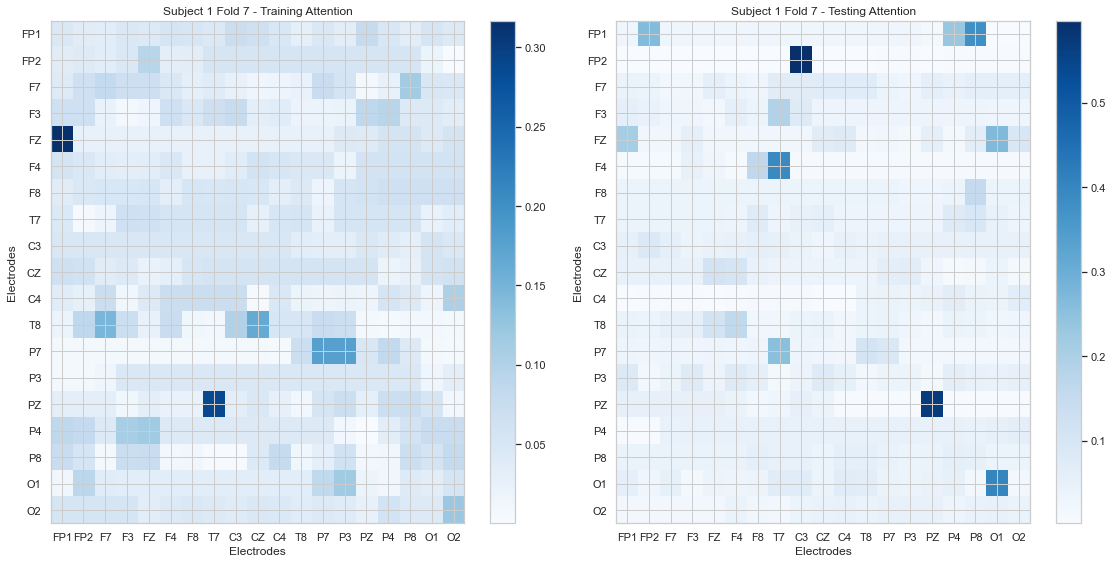 Subject 1 Fold 7 - Training Attention
FP1
FP2
F7
F3
FZ
F4
F8
T7
C3
CZ
C4
T8
P7
P3
PZ
P4
P8
O1
O2
Electrodes
FP1 FP2 F7 F3 FZ F4 F8 T7 C3 CZ T8 P7 P3 PZ P4 P8 O1 O2
Electrodes
0.30
0.25
0.20
0.15
0.10
0.05
Subject 1 Fold 7 - Testing Attention
FP1
FP2
F7
F3
FZ
F4
F8
T7
C3
CZ
C4
T8
P7
P3
PZ
P4
P8
O1
O2
Electrodes
FP1 FP2 F7 F3 FZ F4 F8 T7 C3 CZ C4 T8 P7 P3 PZ P4 P8 O1 O2
Electrodes
0.5
0.4
0.3
0.2
0.1